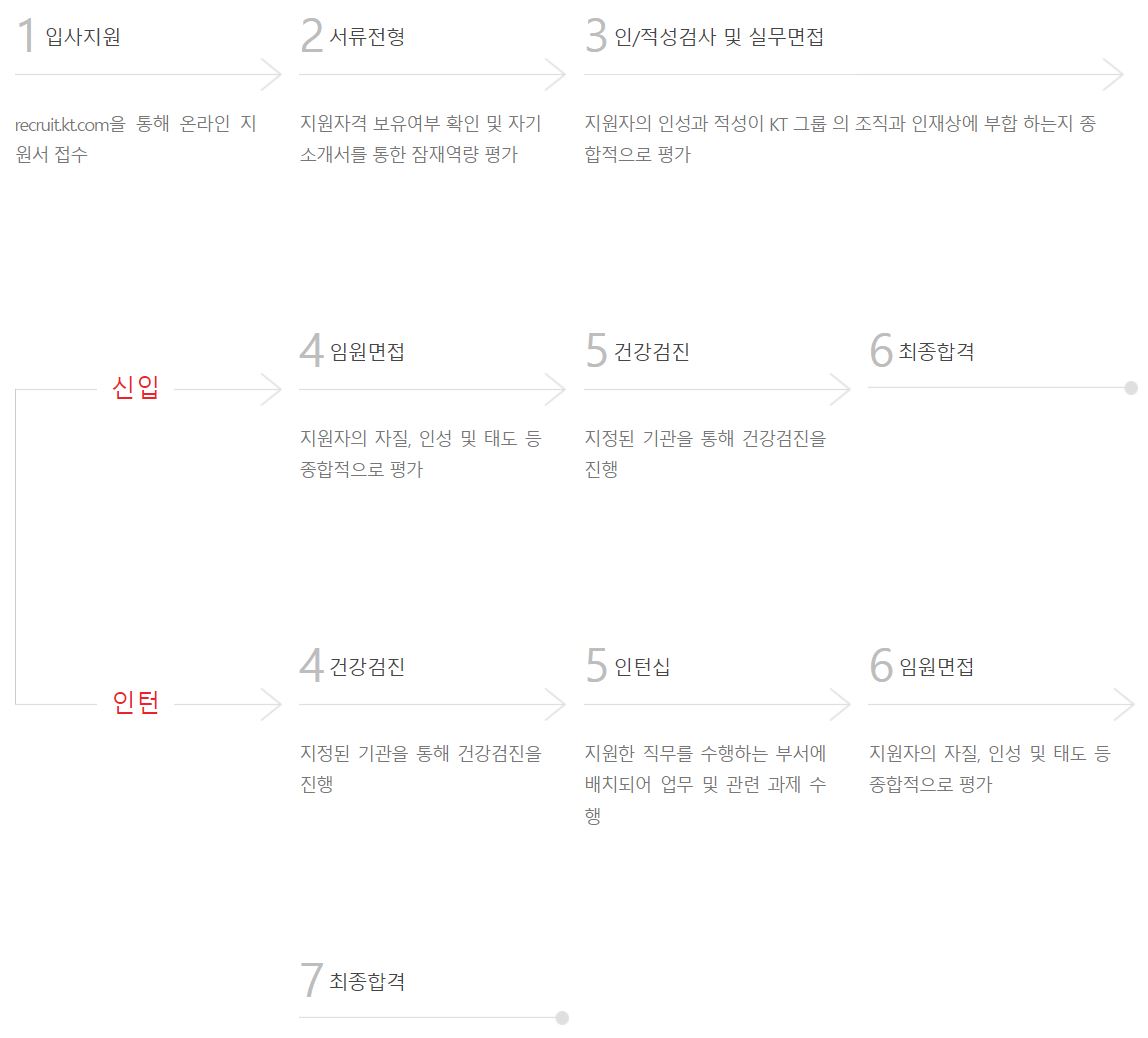 1 입사지원
recruit.kt.com을 통해 온라인 지
원서 접수
2 서류전형
지원자격 보유여부 확인 및 자기
소개서를 통한 잠재역량 평가
3 인/적성검사 및 실무면접
지원자의 인성과 적성이 KT 그룹 의 조직과 인재상에 부합 하는지 종
합적으로 평가
신입
4 임원면접
지원자의 자질, 인성 및 태도 등
종합적으로 평가
5 건강검진
지정된 기관을 통해 건강검진을
진행
6 최종합격
인턴
4 건강검진
지정된 기관을 통해 건강검진을
진행
5 인턴십
지원한 직무를 수행하는 부서에
배치되어 업무 및 관련 과제 수
행
6 임원면접
지원자의 자질, 인성 및 태도 등
종합적으로 평가
7 최종합격